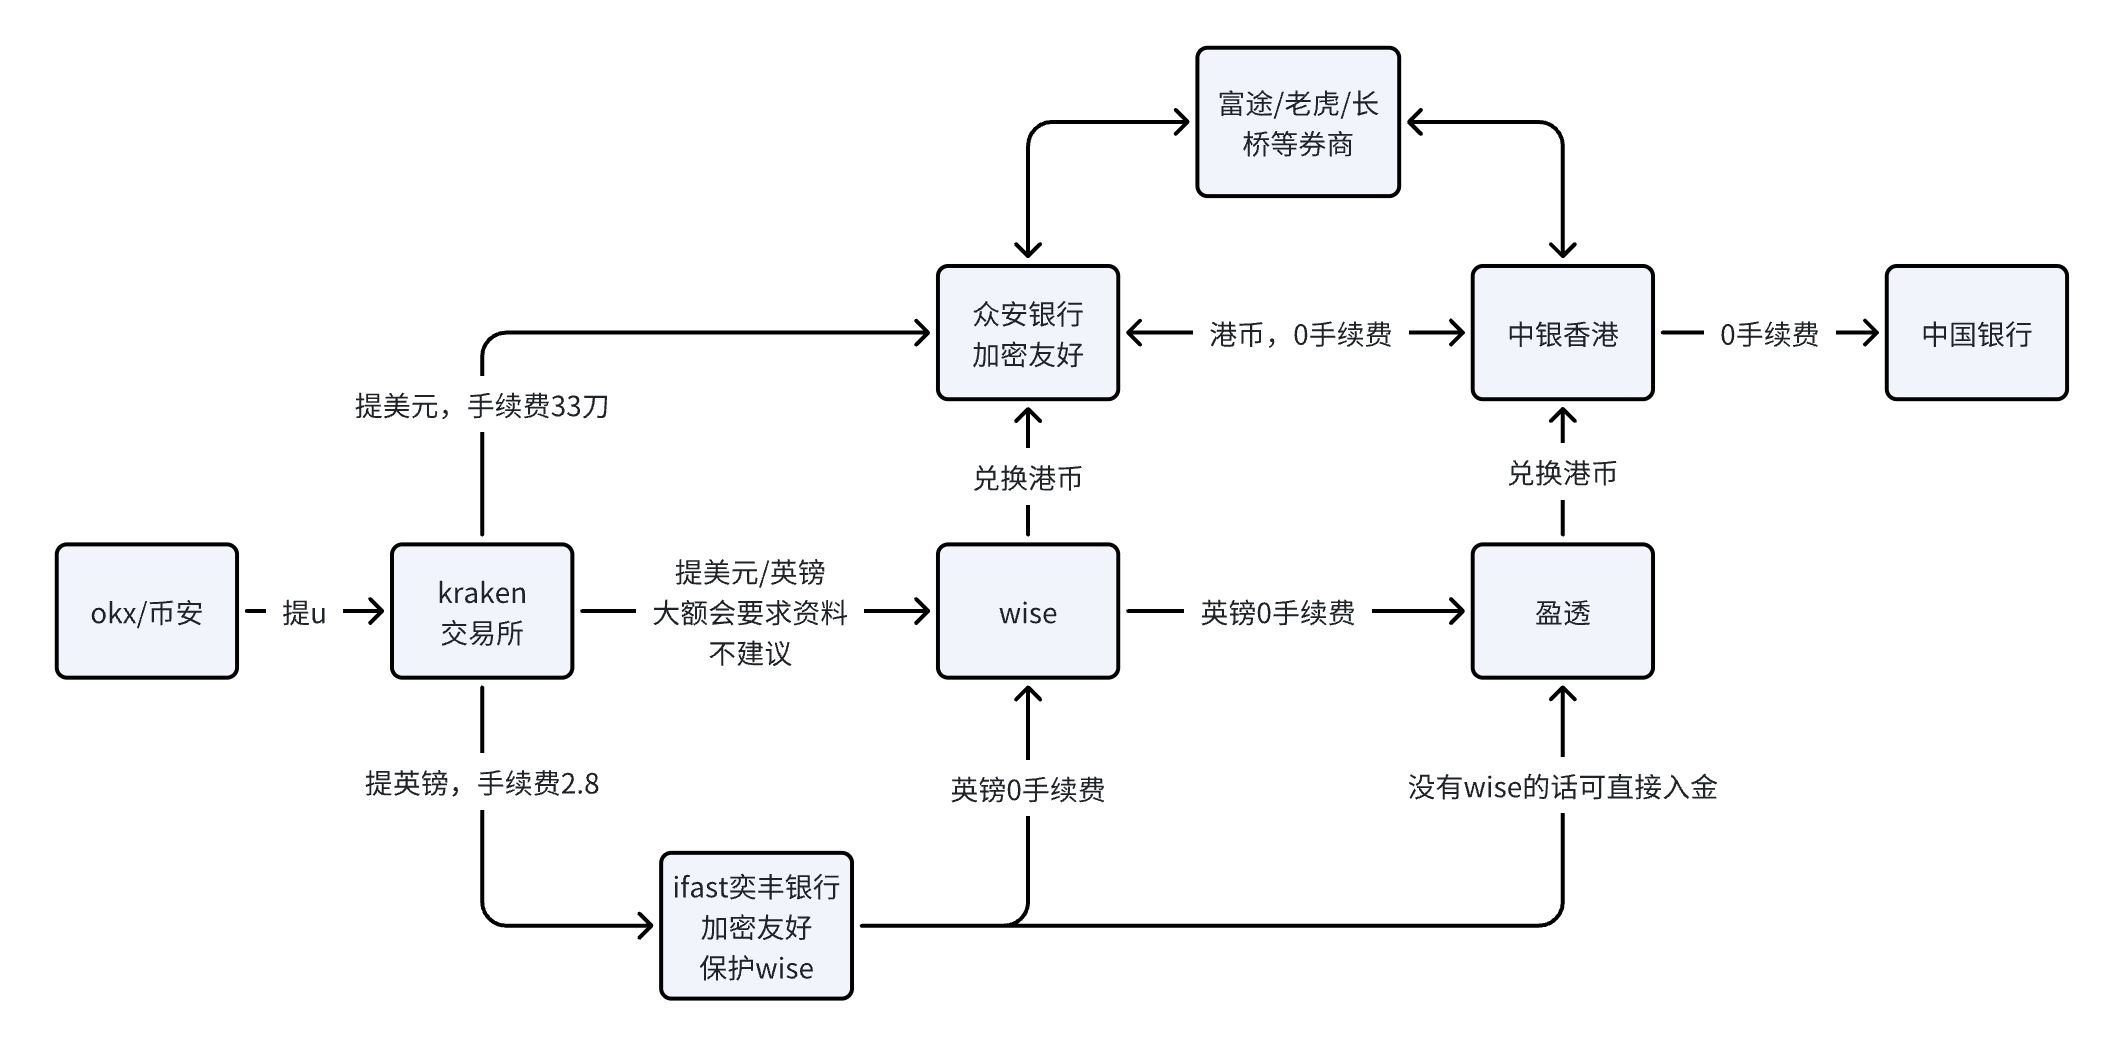 富途/老虎/长
桥等券商
众安银行
加密友好
港币，0手续费
中银香港
0手续费
中国银行
提美元，手续费33刀
兑换港币
兑换港币
okx/币安
提u
kraken
交易所
提美元/英镑
大额会要求资料
不建议
wise
英镑0手续费
盈透
提英镑，手续费2.8
英镑0手续费
没有wise的话可直接入金
ifast奕丰银行
加密友好
保护wise